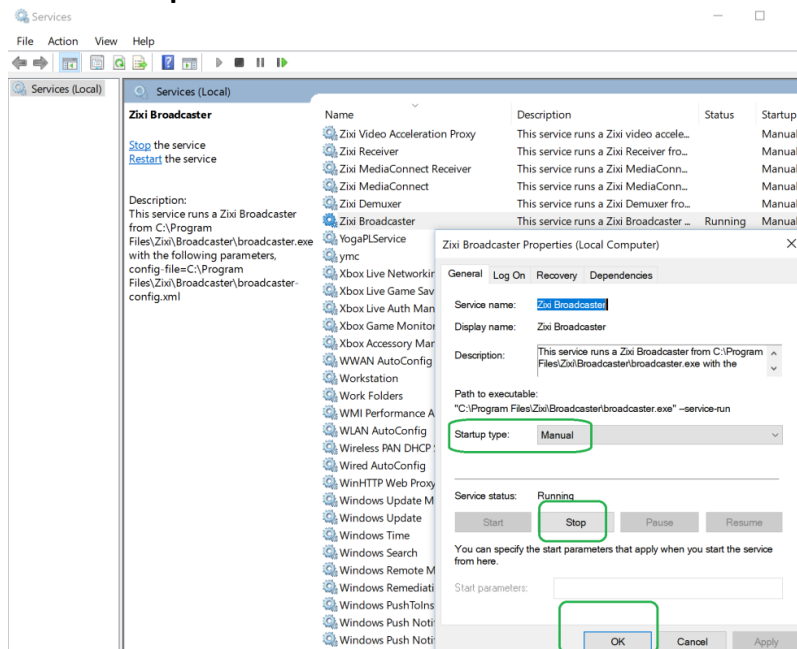 Services
File Action View Help
Services (Local)
Services (Local)
Zixi Broadcaster
Stop the service
Restart the service
Description:
This service runs a Zixi Broadcaster
from C:\Program
Files\Zixi\Broadcaster\broadcaster.exe
with the following parameters,
config-file=C:\Program
Files\Zixi\Broadcaster\broadcaster-
config.xml
Name Description Status Startup
Zixi Video Acceleration Proxy This service runs a Zixi video accele... Manual
Zixi Receiver This service runs a Zixi Receiver fro... Manual
Zixi MediaConnect Receiver This service runs a Zixi MediaConn... Manual
Zixi MediaConnect This service runs a Zixi MediaConn... Manual
Zixi Demuxer This service runs a Zixi Demuxer fro... Manual
Zixi Broadcaster This service runs a Zixi Broadcaster ... Running Manual
YogaPLService
ymc
Xbox Live Networkin
Xbox Live Game Sav
Xbox Live Auth Man
Xbox Game Monitor
Xbox Accessory Man
WWAN AutoConfig
Workstation
Work Folders
WMI Performance A
WLAN AutoConfig
Wireless PAN DHCP
Wired AutoConfig
WinHTTP Web Proxy
Windows Update M
Windows Update
Windows Time
Windows Search
Windows Remote M
Windows Remediati
Windows PushToIns
Windows Push Noti
Windows Push Noti
Zixi Broadcaster Properties (Local Computer)
General Log On Recovery Dependencies
Service name: Zixi Broadcaster
Display name: Zixi Broadcaster
Description: This service runs a Zixi Broadcaster from C:\Program
Files\Zixi\Broadcaster\broadcaster.exe with the
Path to executable:
"C:\Program Files\Zixi\Broadcaster\broadcaster.exe" --service-run
Startup type: Manual
Service status: Running
Start Stop Pause Resume
You can specify the start parameters that apply when you start the service
from here.
Start parameters:
OK Cancel Apply